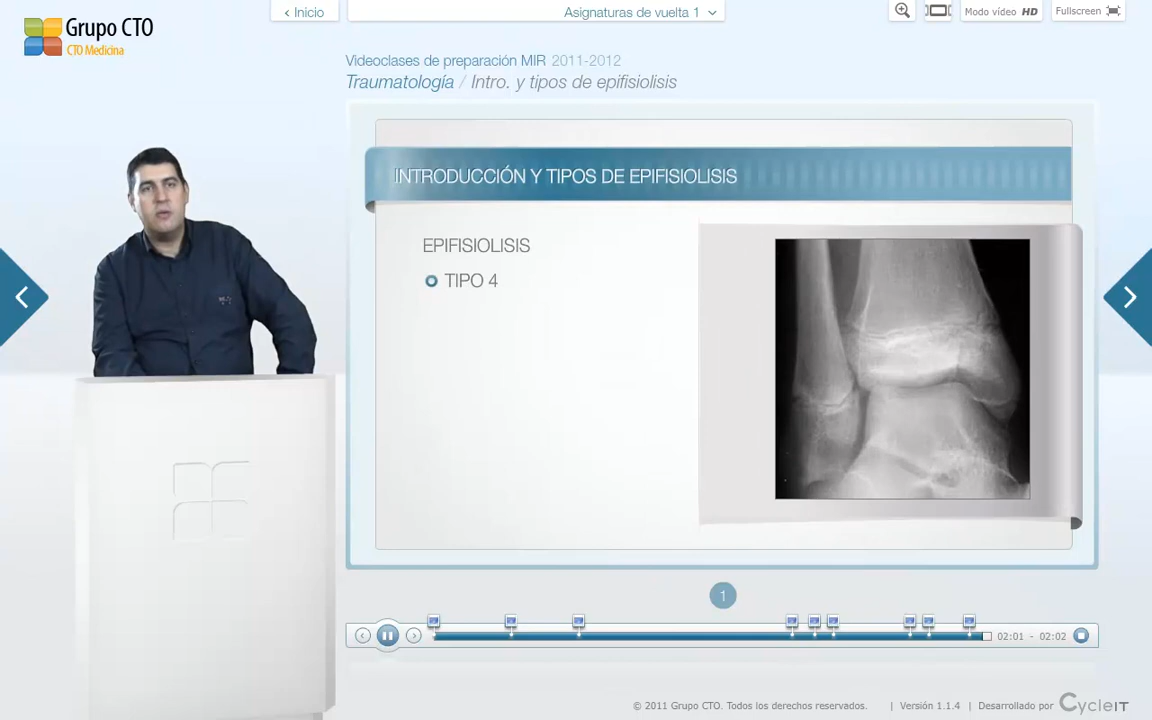 Grupo CTO
CTO Medicina
‹ Inicio
Asignaturas de vuelta 1
Modo vídeo HD
Fullscreen
Videoclases de preparación MIR 2011-2012
Traumatología / Intro. y tipos de epifisiolisis
INTRODUCCIÓN Y TIPOS DE EPIFISIOLISIS
EPIFISIOLISIS
TIPO 4
1
02:01 - 02:02
© 2011 Grupo CTO. Todos los derechos reservados. | Versión 1.1.4 | Desarrollado por CycleIT